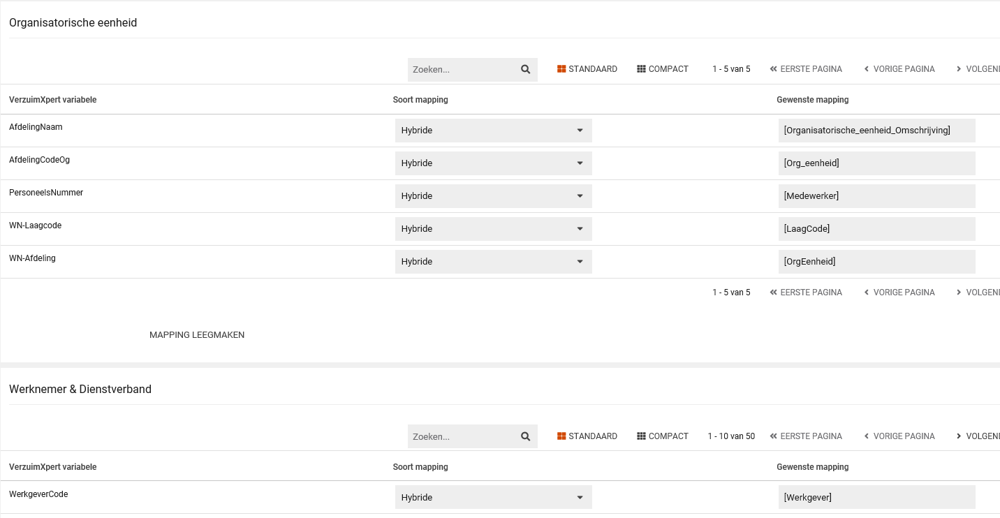 Organisatorische eenheid
Zoeken... STANDAARD COMPACT 1 - 5 van 5 EERSTE PAGINA VORIGE PAGINA VOLGEN
VerzuimXpert variabele Soort mapping Gewenste mapping
AfdelingNaam Hybride [Organisatorische_eenheid_Omschrijving]
AfdelingCodeOg Hybride [Org_eenheid]
PersoneelsNummer Hybride [Medewerker]
WN-Laagcode Hybride [LaagCode]
WN-Afdeling Hybride [OrgEenheid]
1 - 5 van 5 EERSTE PAGINA VORIGE PAGINA VOLGEN
MAPPING LEEGMAKEN
Werknemer & Dienstverband
Zoeken... STANDAARD COMPACT 1 - 10 van 50 EERSTE PAGINA VORIGE PAGINA VOLGEN
VerzuimXpert variabele Soort mapping Gewenste mapping
WerkgeverCode Hybride [Werkgever]